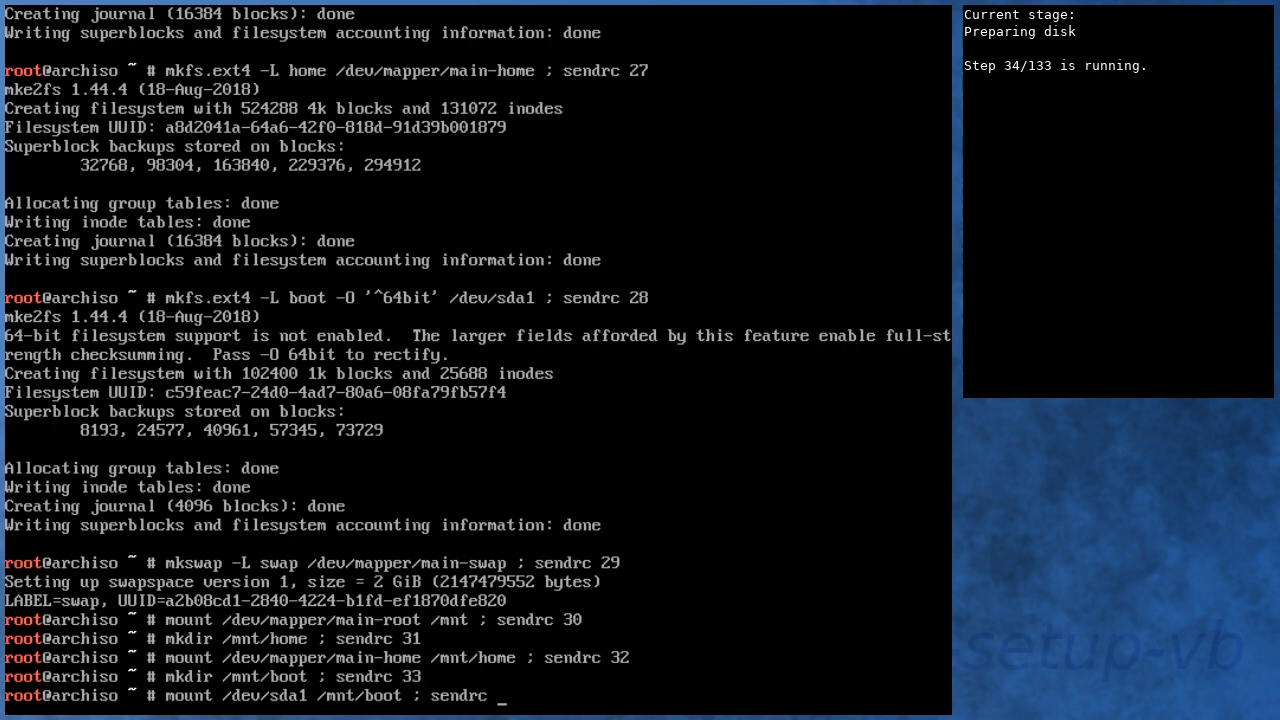 Creating journal (16384 blocks): done
Writing superblocks and filesystem accounting information: done
root@archiso ~ # mkfs.ext4 -L home /dev/mapper/main-home ; sendrc 27
mke2fs 1.44.4 (18-Aug-2018)
Creating filesystem with 524288 4k blocks and 131072 inodes
Filesystem UUID: a8d2041a-64a6-42f0-818d-91d39b001879
Superblock backups stored on blocks:
32768, 98304, 163840, 229376, 294912
Allocating group tables: done
Writing inode tables: done
Creating journal (16384 blocks): done
Writing superblocks and filesystem accounting information: done
root@archiso ~ # mkfs.ext4 -L boot -O '^64bit' /dev/sda1 ; sendrc 28
mke2fs 1.44.4 (18-Aug-2018)
64-bit filesystem support is not enabled.  The larger fields afforded by this feature enable full-st
rength checksumming.  Pass -O 64bit to rectify.
Creating filesystem with 102400 1k blocks and 25688 inodes
Filesystem UUID: c59feac7-24d0-4ad7-80a6-08fa79fb57f4
Superblock backups stored on blocks:
8193, 24577, 40961, 57345, 73729
Allocating group tables: done
Writing inode tables: done
Creating journal (4096 blocks): done
Writing superblocks and filesystem accounting information: done
root@archiso ~ # mkswap -L swap /dev/mapper/main-swap ; sendrc 29
Setting up swapspace version 1, size = 2 GiB (2147479552 bytes)
LABEL=swap, UUID=a2b08cd1-2840-4224-b1fd-ef1870dfe820
root@archiso ~ # mount /dev/mapper/main-root /mnt ; sendrc 30
root@archiso ~ # mkdir /mnt/home ; sendrc 31
root@archiso ~ # mount /dev/mapper/main-home /mnt/home ; sendrc 32
root@archiso ~ # mkdir /mnt/boot ; sendrc 33
root@archiso ~ # mount /dev/sda1 /mnt/boot ; sendrc _
Current stage:
Preparing disk
Step 34/133 is running.
-setup-vb